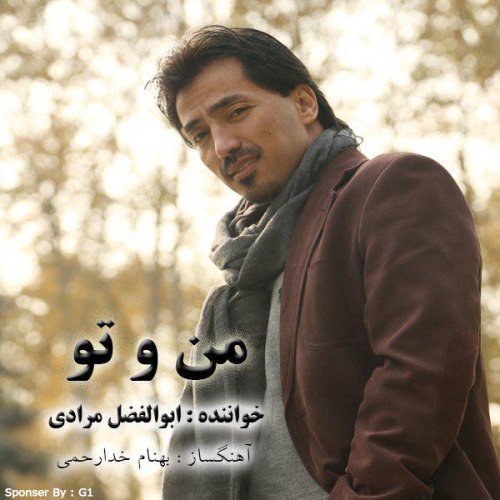 من و تو
خواننده : ابوالفضل مرادی
آهنگساز : بهنام خدارحمی
Sponser By : G1